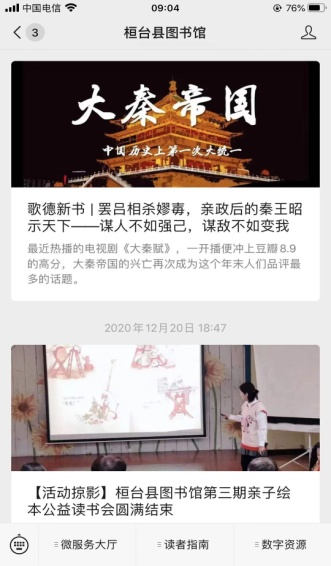 中国电信
09:04
76%
3
桓台县图书馆
大秦帝国
中国历史上第一次大统一
歌德新书 | 罢吕相杀嫪毐，亲政后的秦王昭
示天下——谋人不如强己，谋敌不如变我
最近热播的电视剧《大秦赋》，一开播便冲上豆瓣8.9
的高分，大秦帝国的兴亡再次成为这个年末人们品评最
多的话题。
2020年12月20日 18:47
【活动掠影】桓台县图书馆第三期亲子绘
本公益读书会圆满结束
微服务大厅
读者指南
数字资源